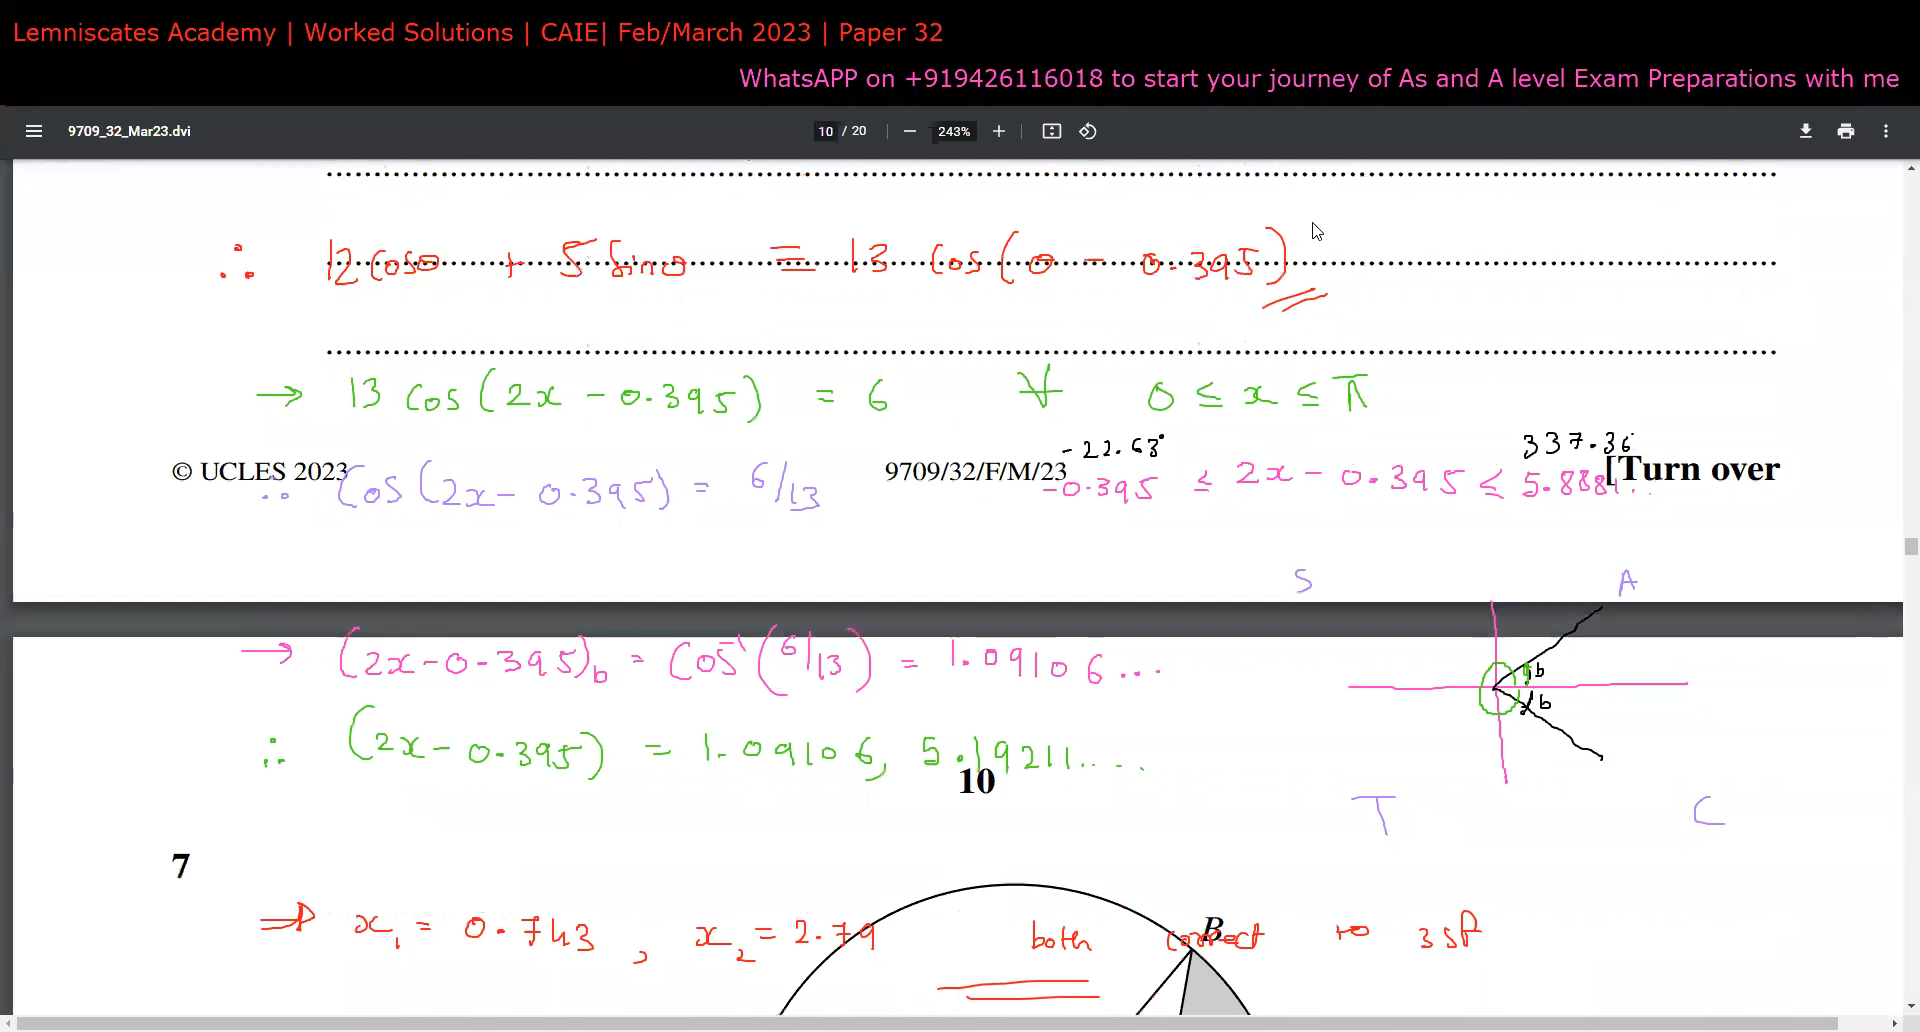 Lemniscates Academy | Worked Solutions | CAIE| Feb/March 2023 | Paper 32
WhatsAPP on +919426116018 to start your journey of As and A level Exam Preparations with me
9709_32_Mar23.dvi
10 / 20
243%
∴ 12 cosθ + 5 sinθ ≡ 13 cos(θ - 0.395)
→ 13 cos(2x - 0.395) = 6 ∀ 0 ≤ x ≤ π
-22.63° 337.36
© UCLES 2023 9709/32/F/M/23 [Turn over
∴ cos(2x - 0.395) = 6/13 -0.395 ≤ 2x - 0.395 ≤ 5.888...
S A
→ (2x - 0.395)b = cos⁻¹(6/13) = 1.09106...
b
b
∴ (2x - 0.395) = 1.09106, 5.19211....
10
T C
7
B
⇒ x₁ = 0.743, x₂ = 2.79 both correct to 3sf